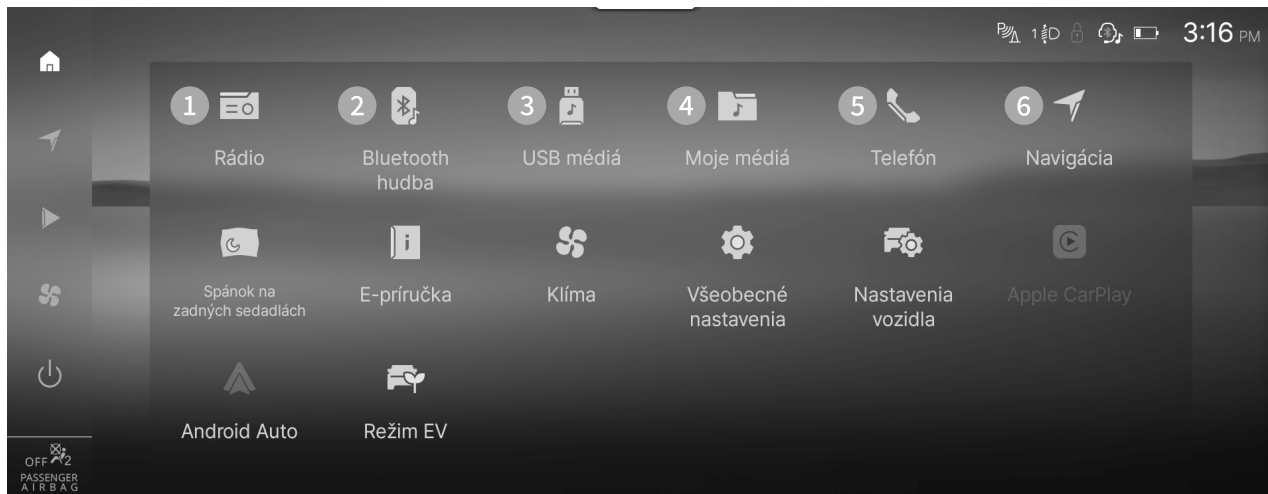 1 3:16 PM
1 2 3 4 5 6
Rádio Bluetooth USB médiá Moje médiá Telefón Navigácia
hudba
Spánok na E-príručka Klíma Všeobecné Nastavenia Apple CarPlay
zadných sedadlách nastavenia vozidla
Android Auto Režim EV
OFF 2
PASSENGER
AIRBAG